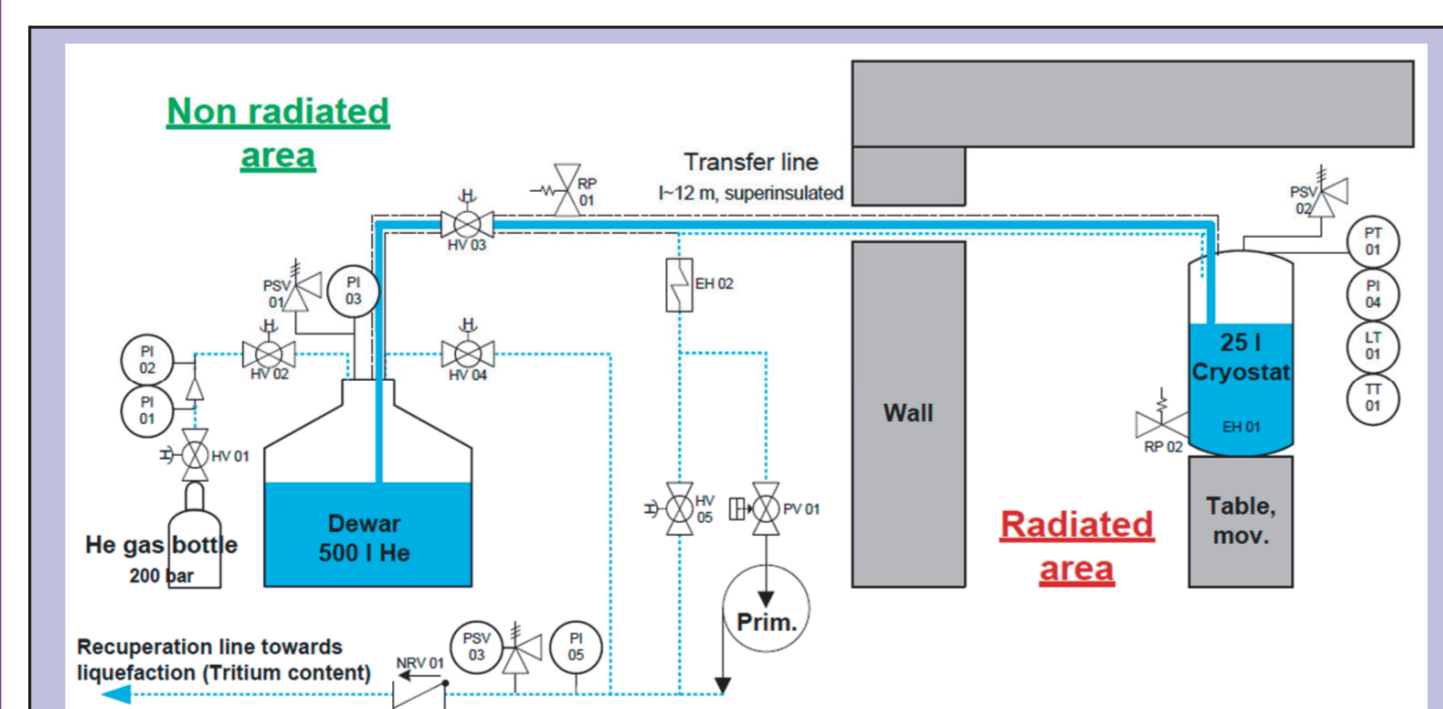 Non radiated
area
Transfer line
l~12 m, superinsulated
RP
01
HV 03
PSV
02
PT
01
PI
04
LT
01
TT
01
PSV
01
PI
03
EH 02
PI
02
PI
01
HV 02
HV 04
HV 01
25 l
Cryostat
EH 01
RP 02
Wall
Dewar
500 l He
He gas bottle
200 bar
HV
05
PV 01
Radiated
area
Table,
mov.
Prim.
Recuperation line towards
liquefaction (Tritium content)
NRV 01
PSV
03
PI
05
H
H
H
H
H